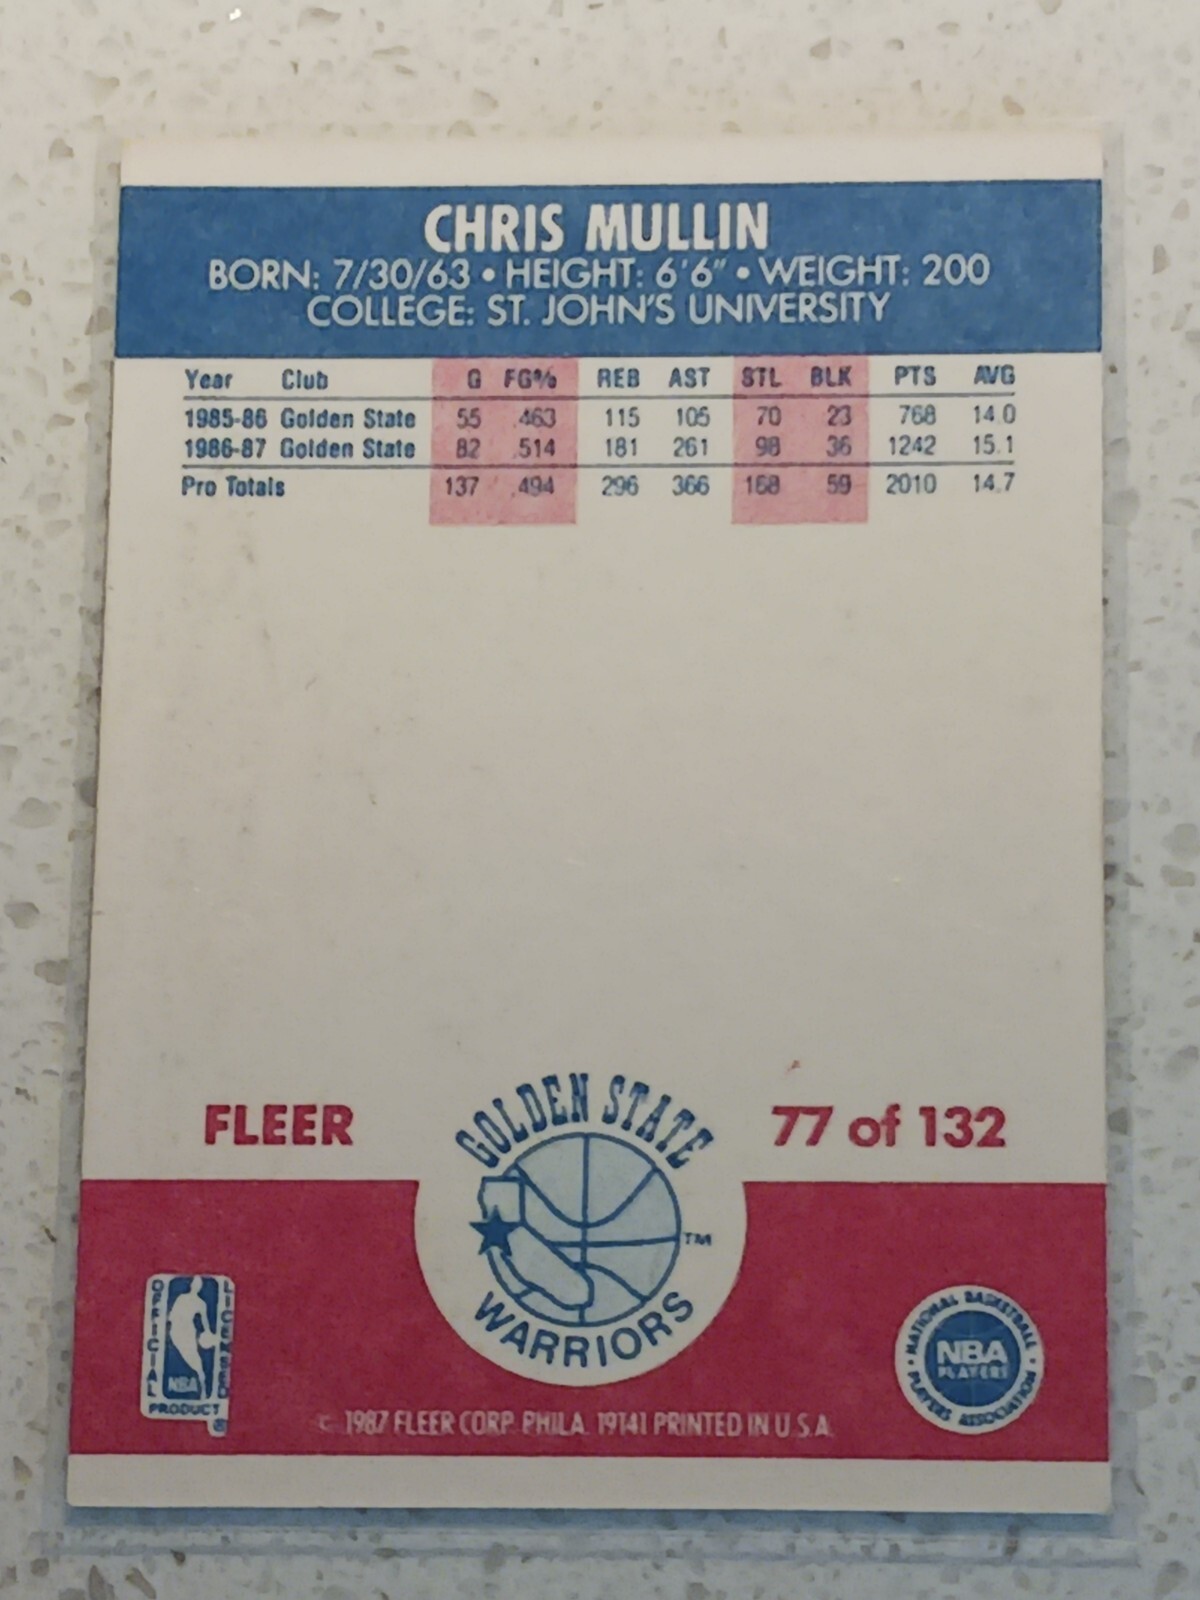 CHRIS MULLIN
BORN: 7/30/63 • HEIGHT: 6'6" • WEIGHT: 200
COLLEGE: ST. JOHN'S UNIVERSITY
Year Club G FG% REB AST STL BLK PTS AVG
1985-86 Golden State 55 .463 115 105 70 23 768 14.0
1986-87 Golden State 82 .514 181 261 98 36 1242 15.1
Pro Totals 137 .494 296 366 168 59 2010 14.7
FLEER
GOLDEN STATE
WARRIORS
TM
77 of 132
OFFICIAL
LICENSED
NBA
PRODUCT
®
NATIONAL BASKETBALL
NBA
PLAYERS
PLAYERS ASSOCIATION
© 1987 FLEER CORP. PHILA. 19141 PRINTED IN U.S.A.